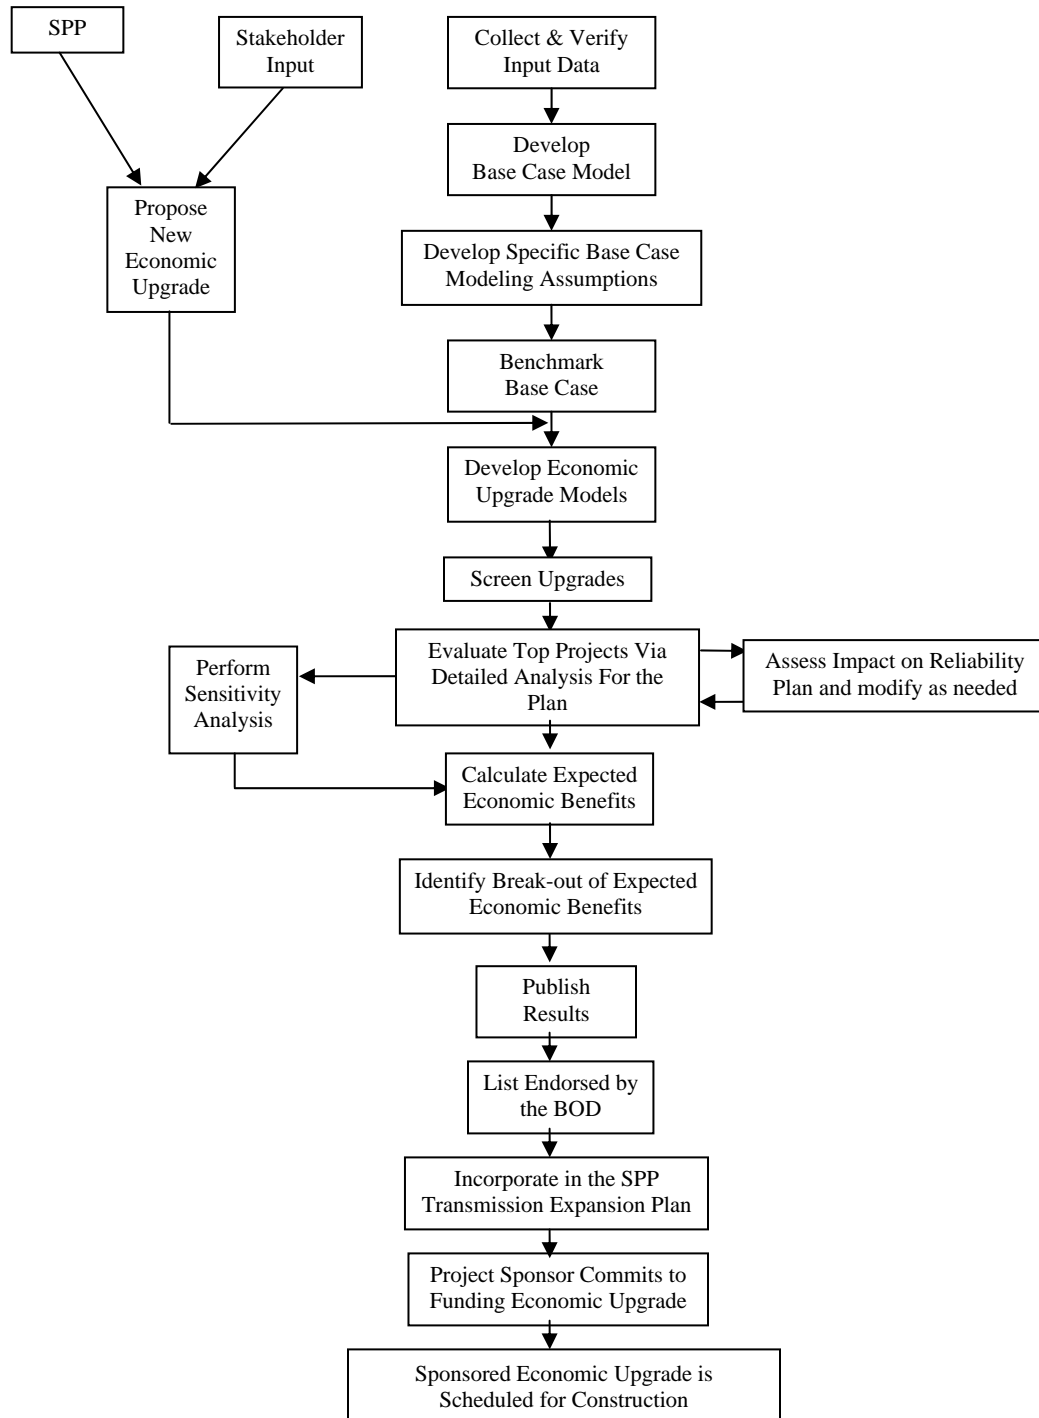 SPP
Stakeholder
Input
Collect & Verify
Input Data
Develop
Base Case Model
Propose
New
Economic
Upgrade
Develop Specific Base Case
Modeling Assumptions
Benchmark
Base Case
Develop Economic
Upgrade Models
Screen Upgrades
Evaluate Top Projects Via
Detailed Analysis For the
Plan
Perform
Sensitivity
Analysis
Assess Impact on Reliability
Plan and modify as needed
Calculate Expected
Economic Benefits
Identify Break-out of Expected
Economic Benefits
Publish
Results
List Endorsed by
the BOD
Incorporate in the SPP
Transmission Expansion Plan
Project Sponsor Commits to
Funding Economic Upgrade
Sponsored Economic Upgrade is
Scheduled for Construction